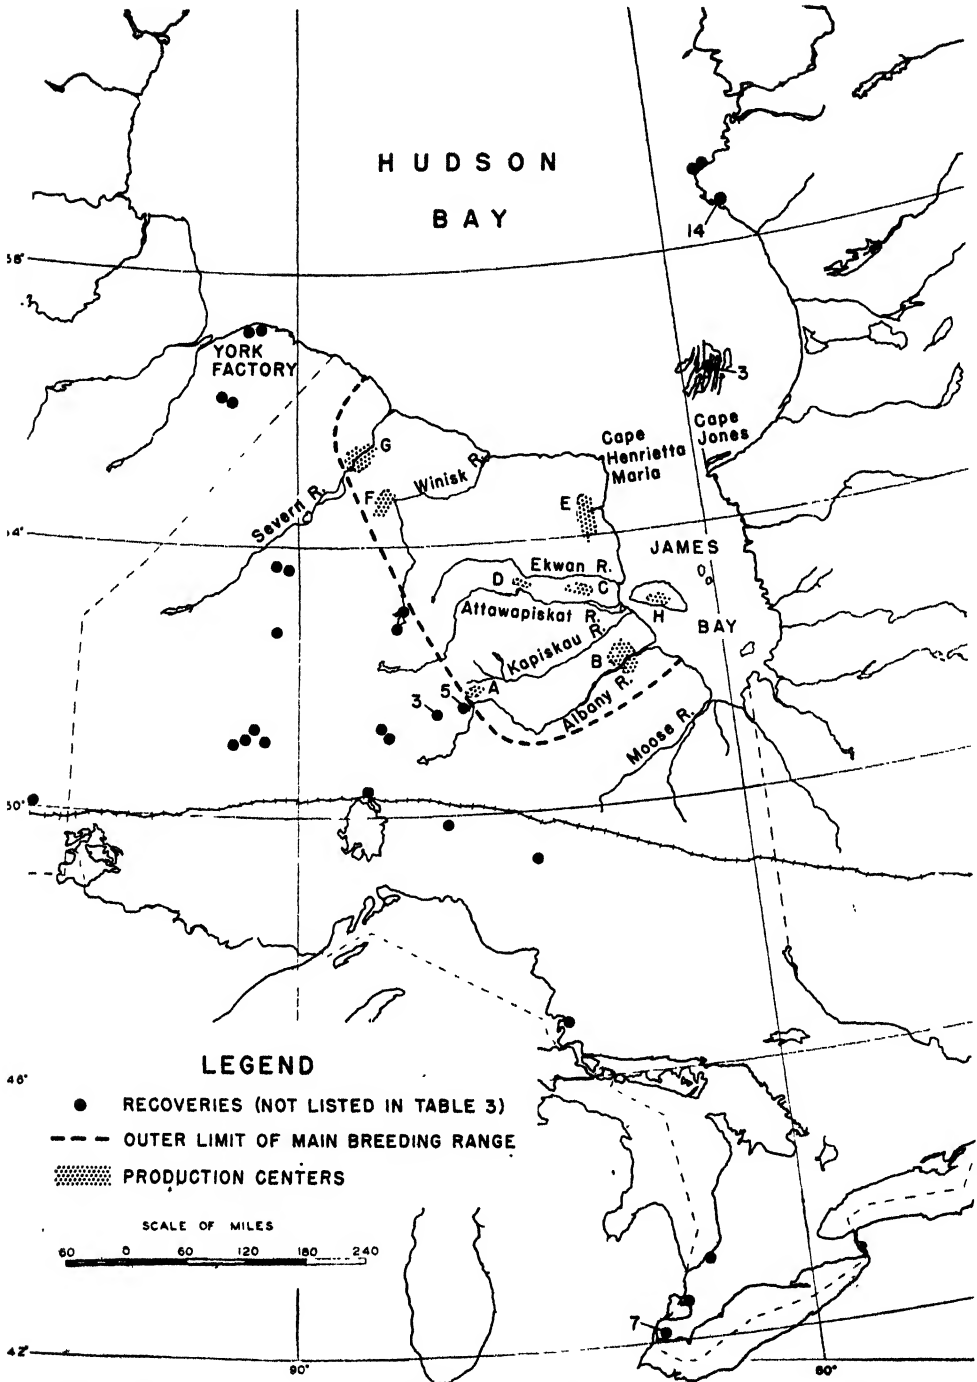 HUDSON
BAY
14
58°
YORK
FACTORY
3
Cape
Jones
Cape
Henrietta
Maria
G
Winisk R.
F
Severn R.
E
54°
JAMES
Ekwan R.
D
C
Attawapiskat R.
H
BAY
Kapiskau R.
B
5
A
3
Albany R.
Moose R.
50°
LEGEND
46°
RECOVERIES (NOT LISTED IN TABLE 3)
OUTER LIMIT OF MAIN BREEDING RANGE
PRODUCTION CENTERS
SCALE OF MILES
60 0 60 120 180 240
7
42°
90°
80°